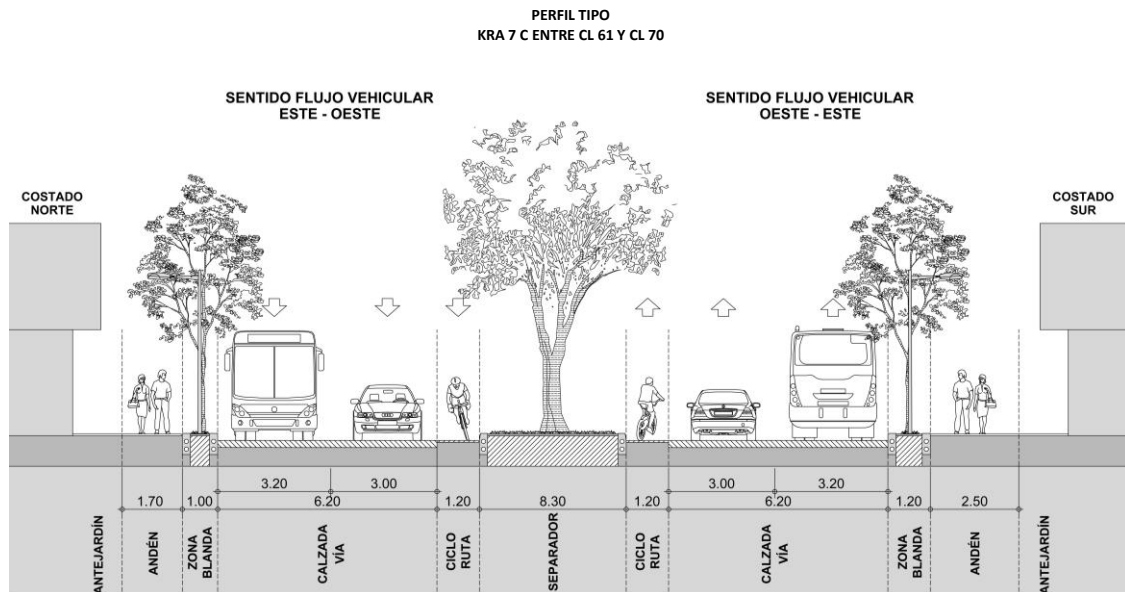 PERFIL TIPO
KRA 7 C ENTRE CL 61 Y CL 70
SENTIDO FLUJO VEHICULAR
ESTE - OESTE
SENTIDO FLUJO VEHICULAR
OESTE - ESTE
COSTADO
NORTE
COSTADO
SUR
3.20 3.00 3.00 3.20
1.70 1.00 6.20 1.20 8.30 1.20 6.20 1.20 2.50
ANTEJARDÍN
ANDÉN
ZONA
BLANDA
CALZADA
VÍA
CICLO
RUTA
SEPARADOR
CICLO
RUTA
CALZADA
VÍA
ZONA
BLANDA
ANDÉN
ANTEJARDÍN